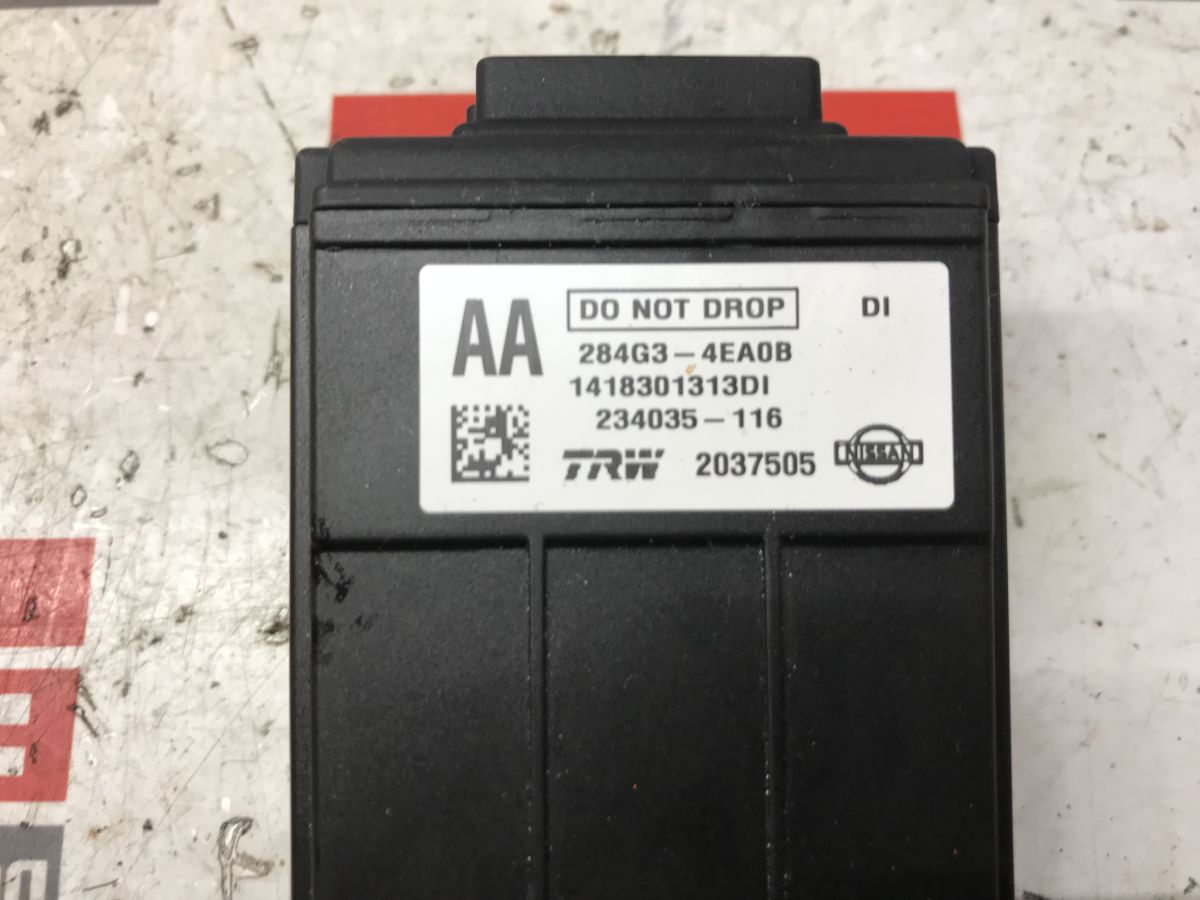 AA
DO NOT DROP
DI
284G3-4EA0B
1418301313DI
234035-116
TRW 2037505 NISSAN